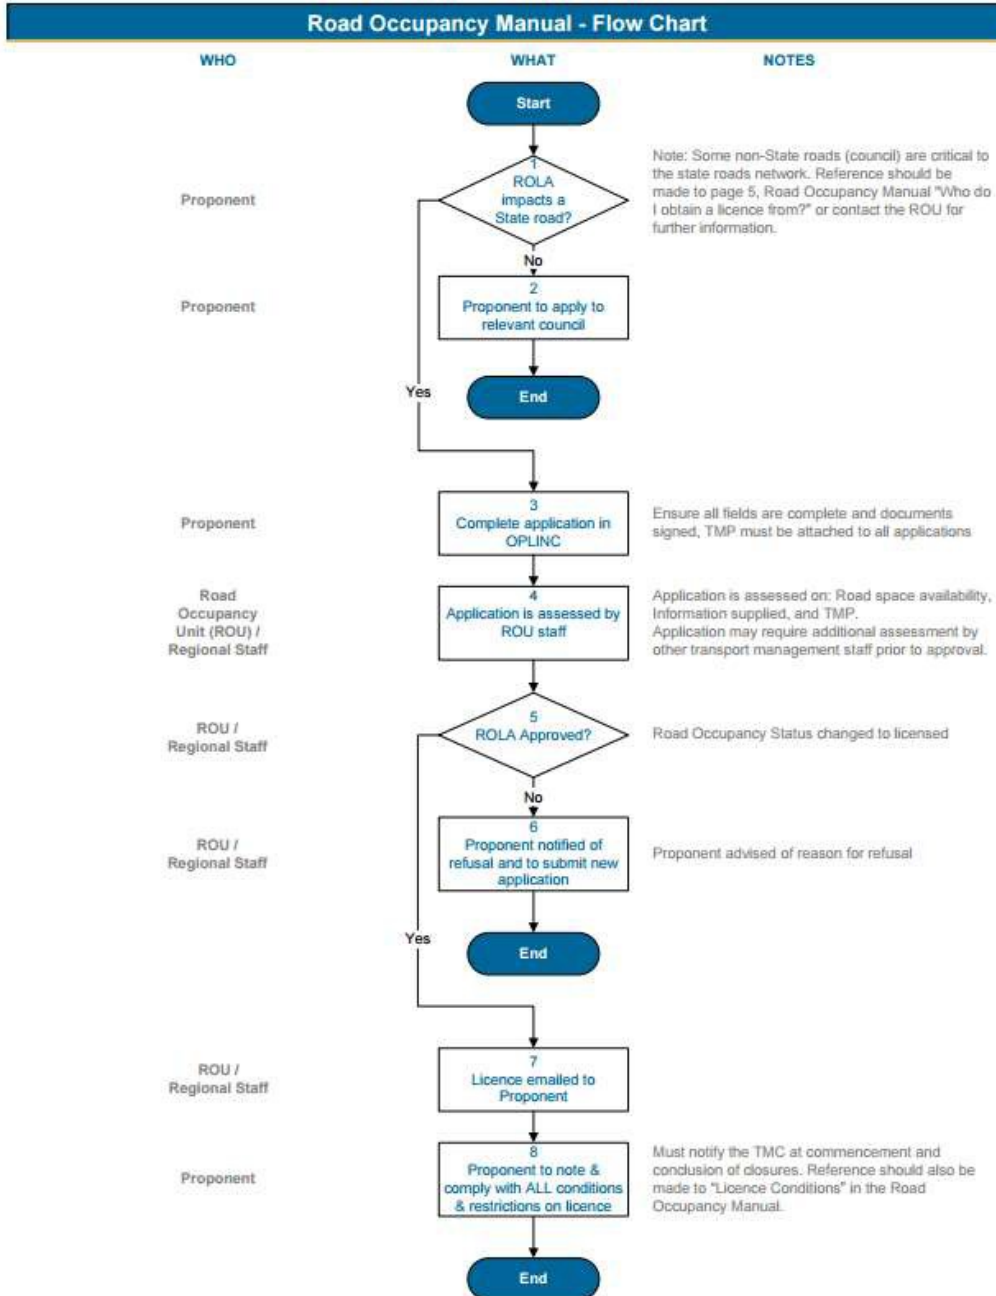 Road Occupancy Manual - Flow Chart
WHO
WHAT
NOTES
Start
Proponent
1
ROLA
impacts a
State road?
Note: Some non-State roads (council) are critical to
the state roads network. Reference should be
made to page 5, Road Occupancy Manual "Who do
I obtain a licence from?" or contact the ROU for
further information.
No
Proponent
2
Proponent to apply to
relevant council
Yes
End
Proponent
3
Complete application in
OPLINC
Ensure all fields are complete and documents
signed, TMP must be attached to all applications
Road
Occupancy
Unit (ROU) /
Regional Staff
4
Application is assessed by
ROU staff
Application is assessed on: Road space availability,
Information supplied, and TMP.
Application may require additional assessment by
other transport management staff prior to approval.
ROU /
Regional Staff
5
ROLA Approved?
Road Occupancy Status changed to licensed
No
ROU /
Regional Staff
6
Proponent notified of
refusal and to submit new
application
Proponent advised of reason for refusal
Yes
End
ROU /
Regional Staff
7
Licence emailed to
Proponent
Proponent
8
Proponent to note &
comply with ALL conditions
& restrictions on licence
Must notify the TMC at commencement and
conclusion of closures. Reference should also be
made to "Licence Conditions" in the Road
Occupancy Manual.
End